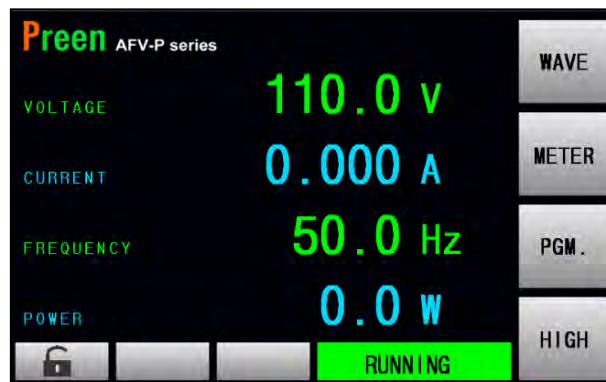 Preen AFV-P series
WAVE
VOLTAGE 110.0 V
CURRENT 0.000 A
METER
FREQUENCY 50.0 Hz
PGM.
POWER 0.0 W
HIGH
RUNNING